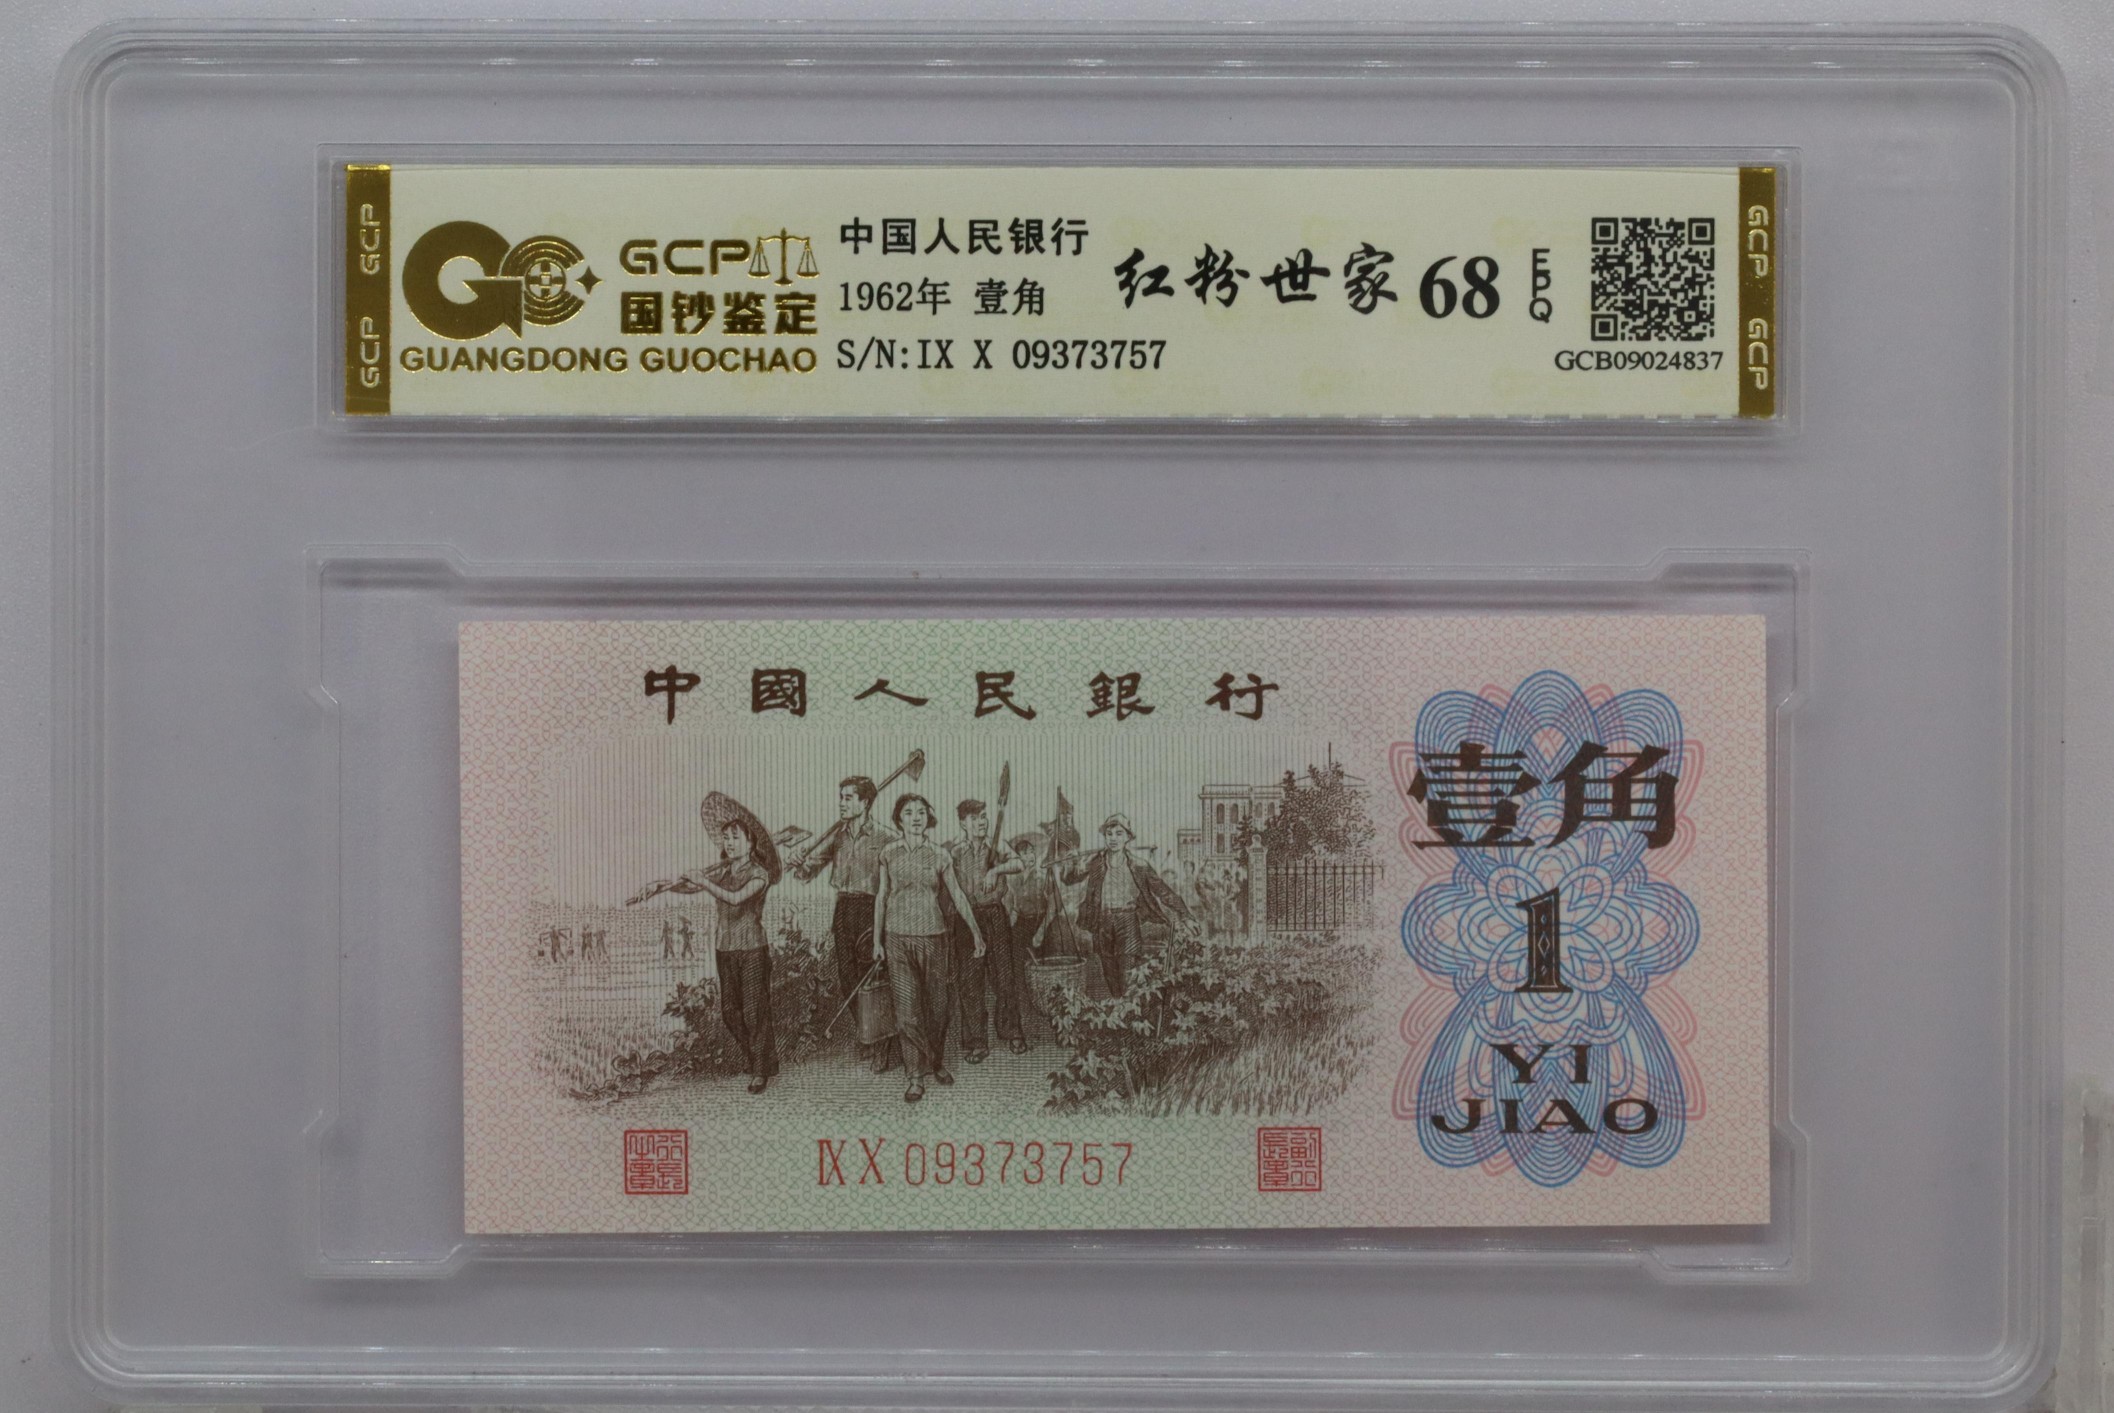 GCP
GCP
GCP
国钞鉴定
GUANGDONG GUOCHAO
中国人民银行
1962年 壹角
S/N:IX X 09373757
红粉世家 68 EPQ
GCB09024837
GCP
GCP
中國人民銀行
壹角
1
YI
JIAO
IX X 09373757